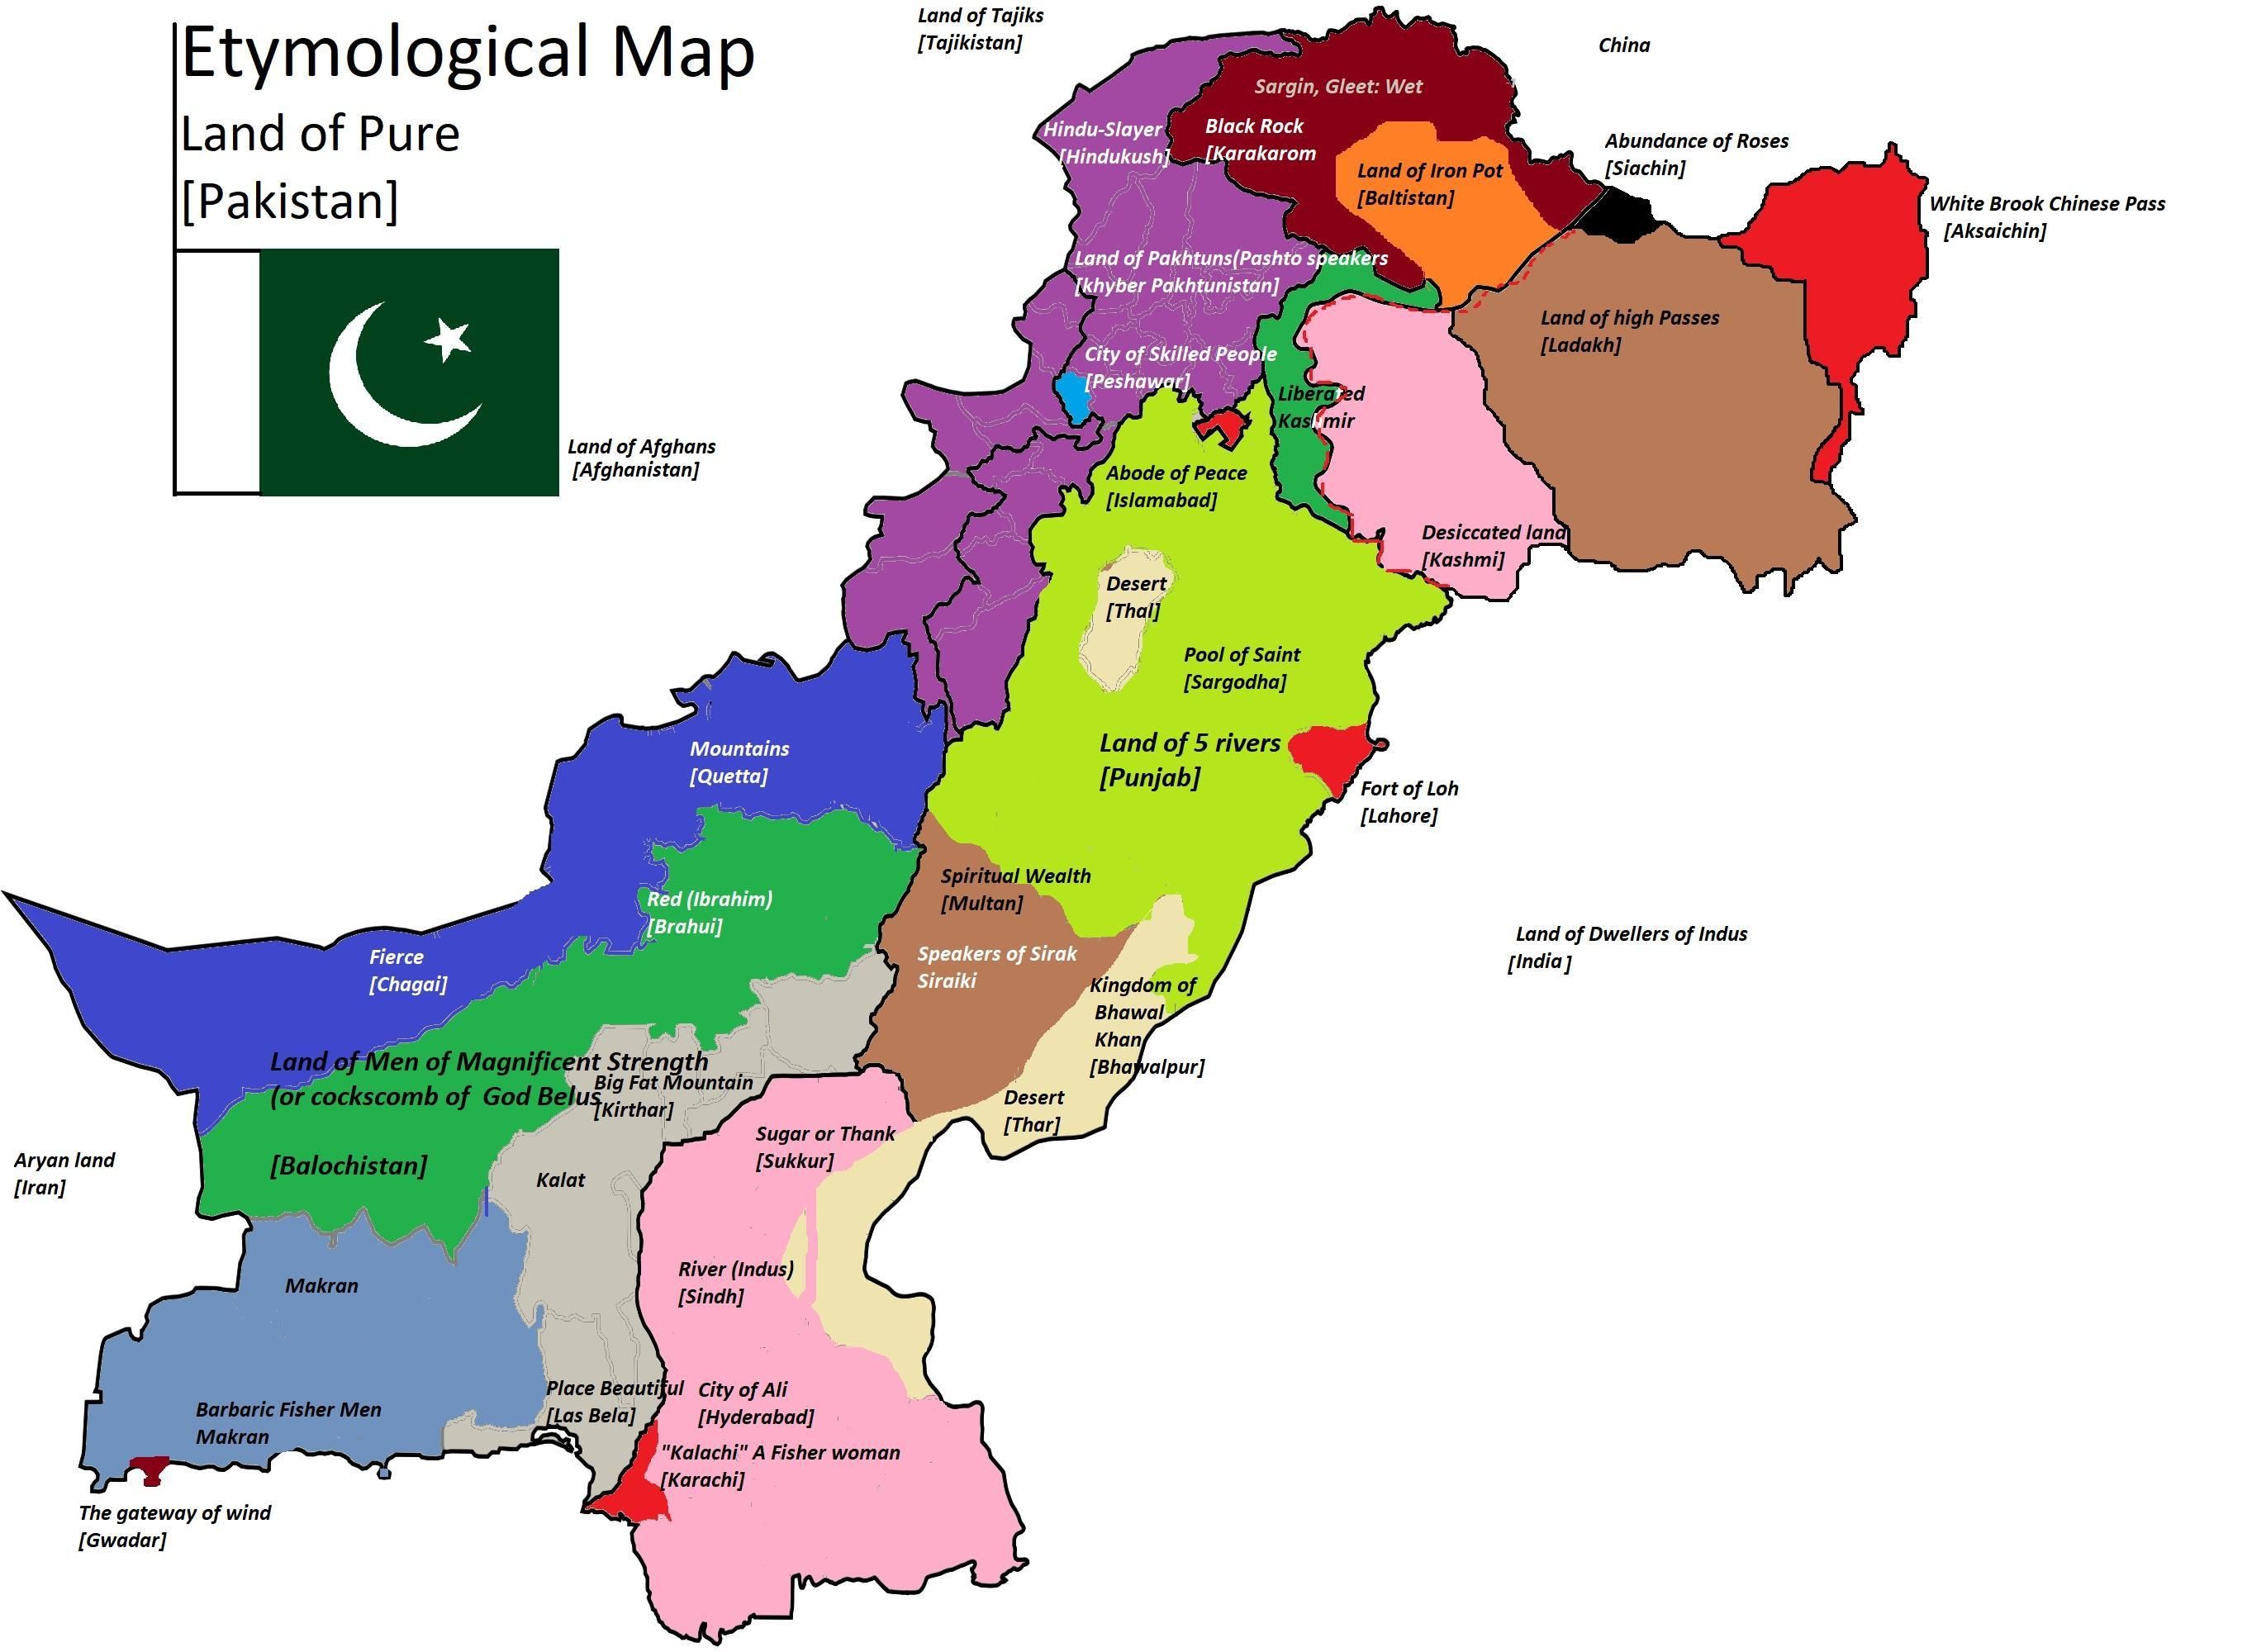 Etymological Map
Land of Pure
[Pakistan]
Land of Tajiks
[Tajikistan]
China
Sargin, Gleet: Wet
Hindu-Slayer
[Hindukush]
Black Rock
[Karakarom
Land of Iron Pot
[Baltistan]
Abundance of Roses
[Siachin]
White Brook Chinese Pass
[Aksaichin]
Land of Pakhtuns(Pashto speakers
[khyber Pakhtunistan]
Land of high Passes
[Ladakh]
City of Skilled People
[Peshawar]
Liberated
Kashmir
Land of Afghans
[Afghanistan]
Abode of Peace
[Islamabad]
Desiccated land
[Kashmi]
Desert
[Thal]
Pool of Saint
[Sargodha]
Mountains
[Quetta]
Land of 5 rivers
[Punjab]
Fort of Loh
[Lahore]
Red (Ibrahim)
[Brahui]
Spiritual Wealth
[Multan]
Fierce
[Chagai]
Speakers of Sirak
Siraiki
Land of Dwellers of Indus
[India]
Kingdom of
Bhawal
Khan
[Bhawalpur]
Land of Men of Magnificent Strength
(or cockscomb of God Belus
[Balochistan]
Big Fat Mountain
[Kirthar]
Desert
[Thar]
Sugar or Thank
[Sukkur]
Aryan land
[Iran]
Kalat
Makran
River (Indus)
[Sindh]
Barbaric Fisher Men
Makran
Place Beautiful
[Las Bela]
City of Ali
[Hyderabad]
"Kalachi" A Fisher woman
[Karachi]
The gateway of wind
[Gwadar]